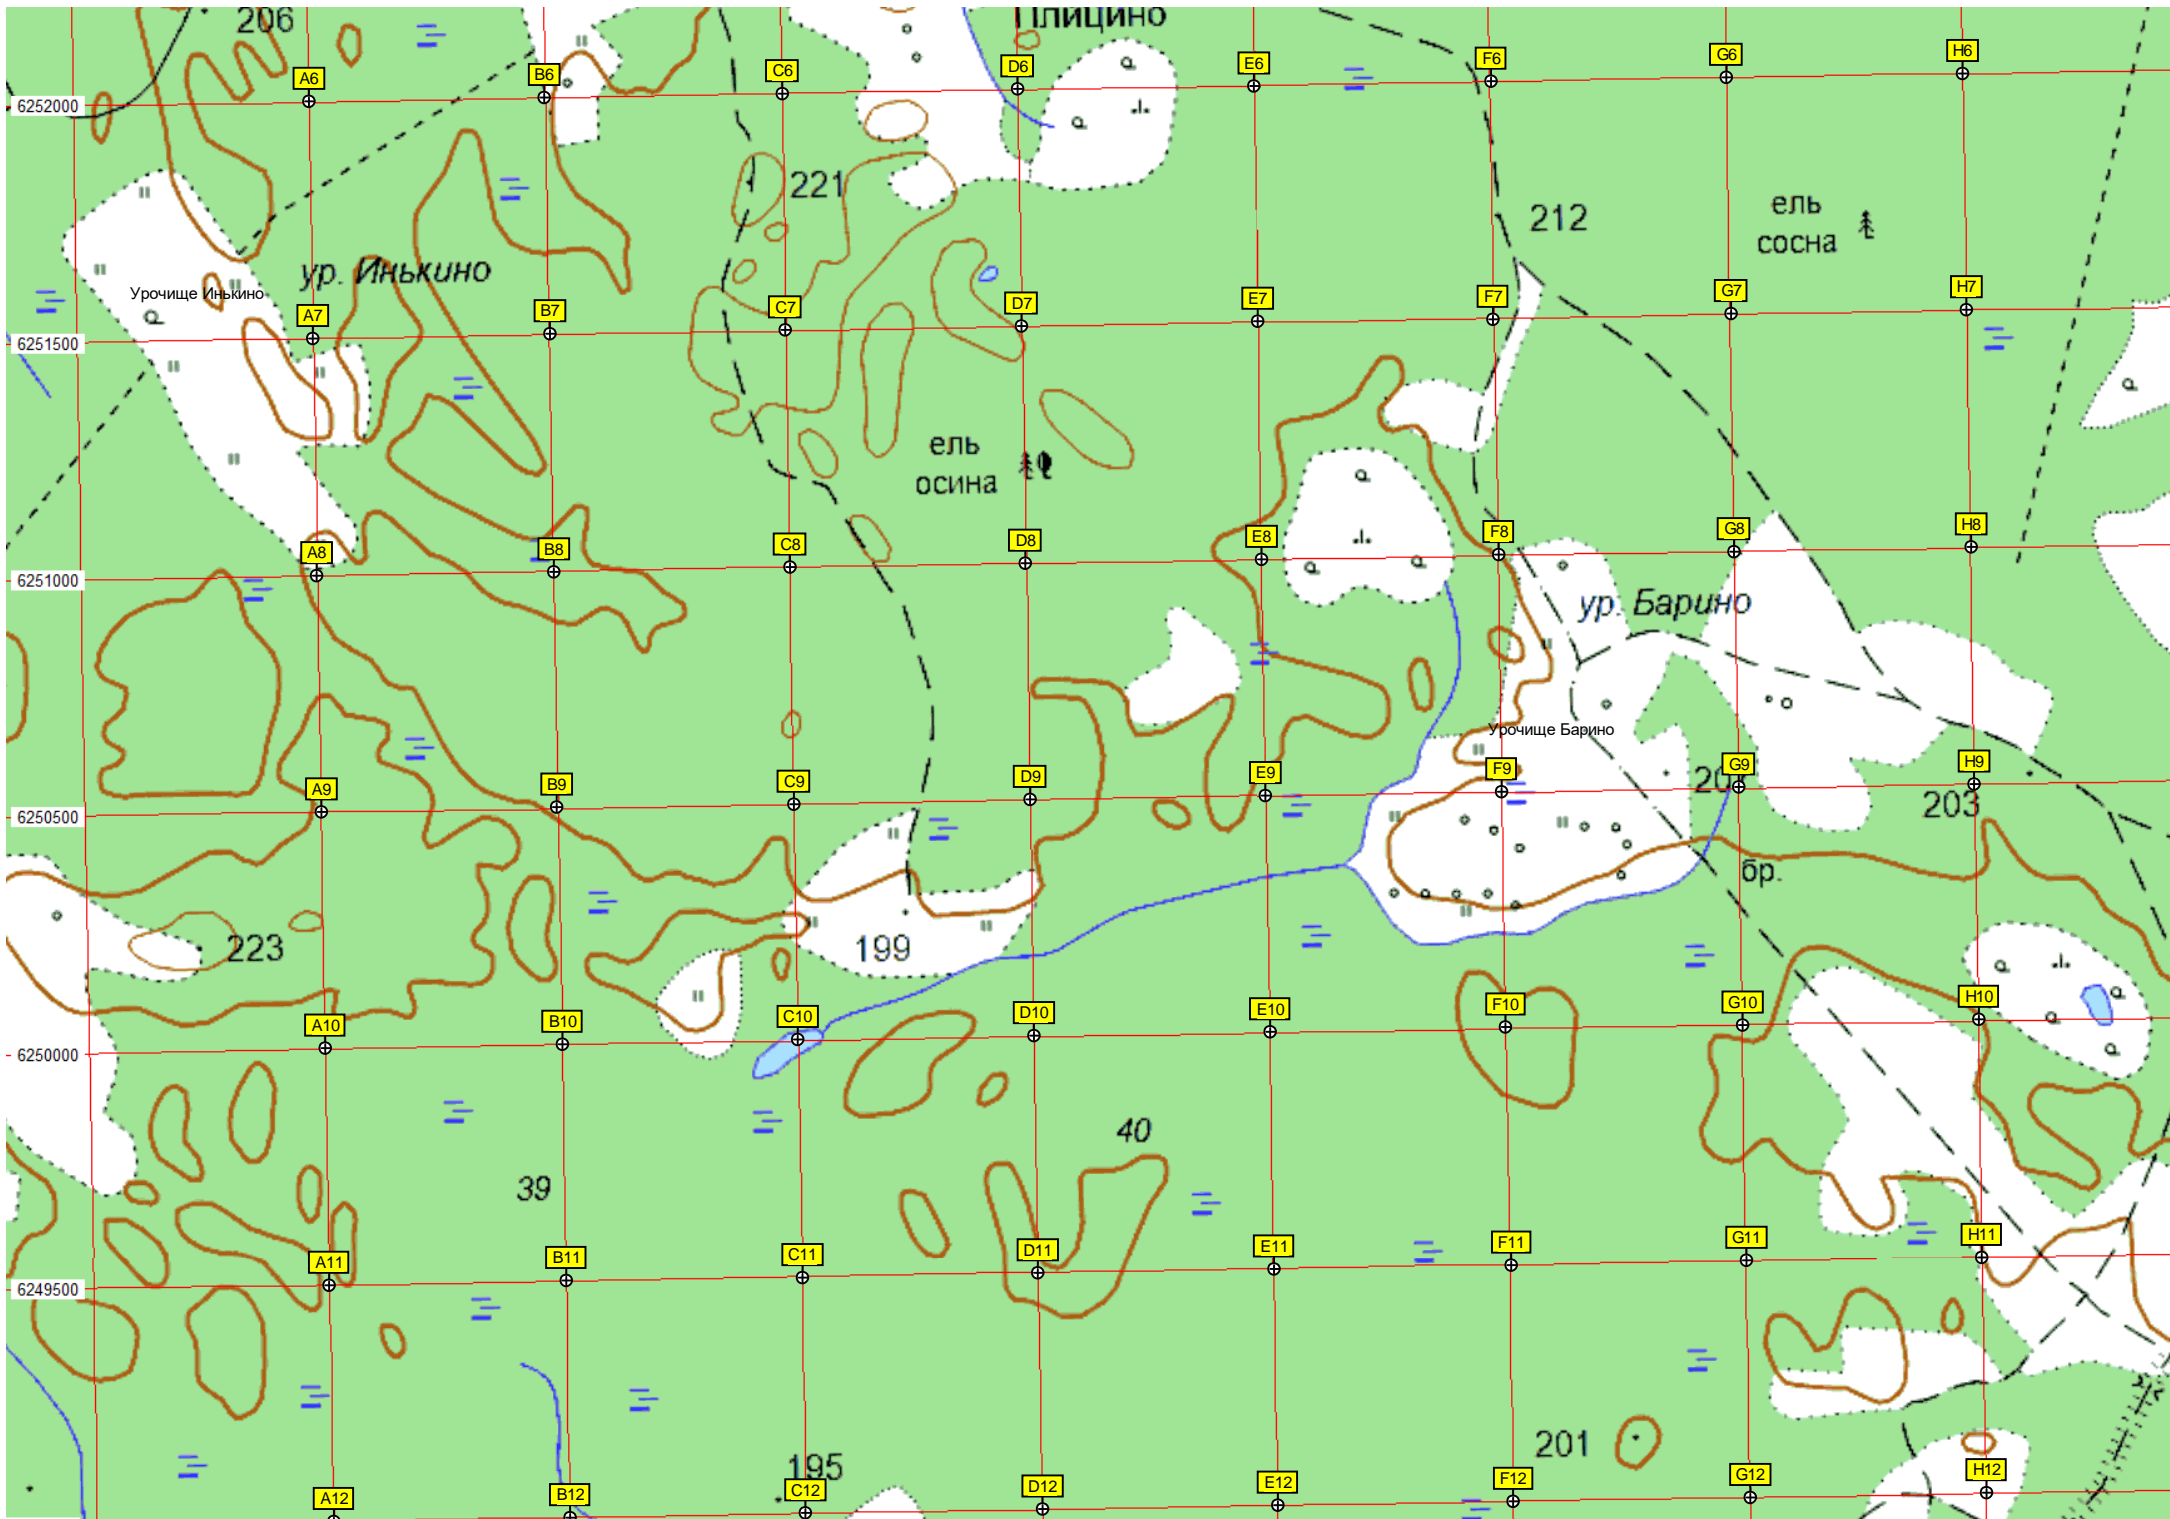 206
Плицино
A6
B6
C6
D6
E6
F6
G6
H6
6252000
221
212
ель
сосна
ур. Инькино
Урочище Инькино
A7
B7
C7
D7
E7
F7
G7
H7
6251500
ель
осина
A8
B8
C8
D8
E8
F8
G8
H8
6251000
ур. Барино
Урочище Барино
A9
B9
C9
D9
E9
F9
G9
H9
203
6250500
бр.
223
199
A10
B10
C10
D10
E10
F10
G10
H10
6250000
40
39
A11
B11
C11
D11
E11
F11
G11
H11
6249500
201
195
A12
B12
C12
D12
E12
F12
G12
H12